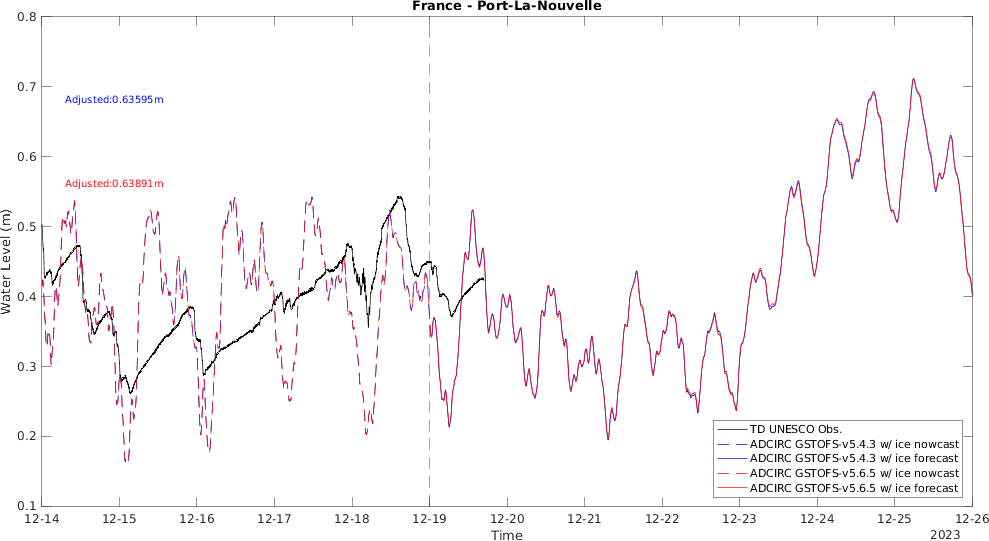 France - Port-La-Nouvelle
0.8
0.7
0.6
0.5
0.4
0.3
0.2
0.1
Water Level (m)
Adjusted:0.63595m
Adjusted:0.63891m
TD UNESCO Obs.
ADCIRC GSTOFS-v5.4.3 w/ ice nowcast
ADCIRC GSTOFS-v5.4.3 w/ ice forecast
ADCIRC GSTOFS-v5.6.5 w/ ice nowcast
ADCIRC GSTOFS-v5.6.5 w/ ice forecast
12-14 12-15 12-16 12-17 12-18 12-19 12-20 12-21 12-22 12-23 12-24 12-25 12-26
Time
2023